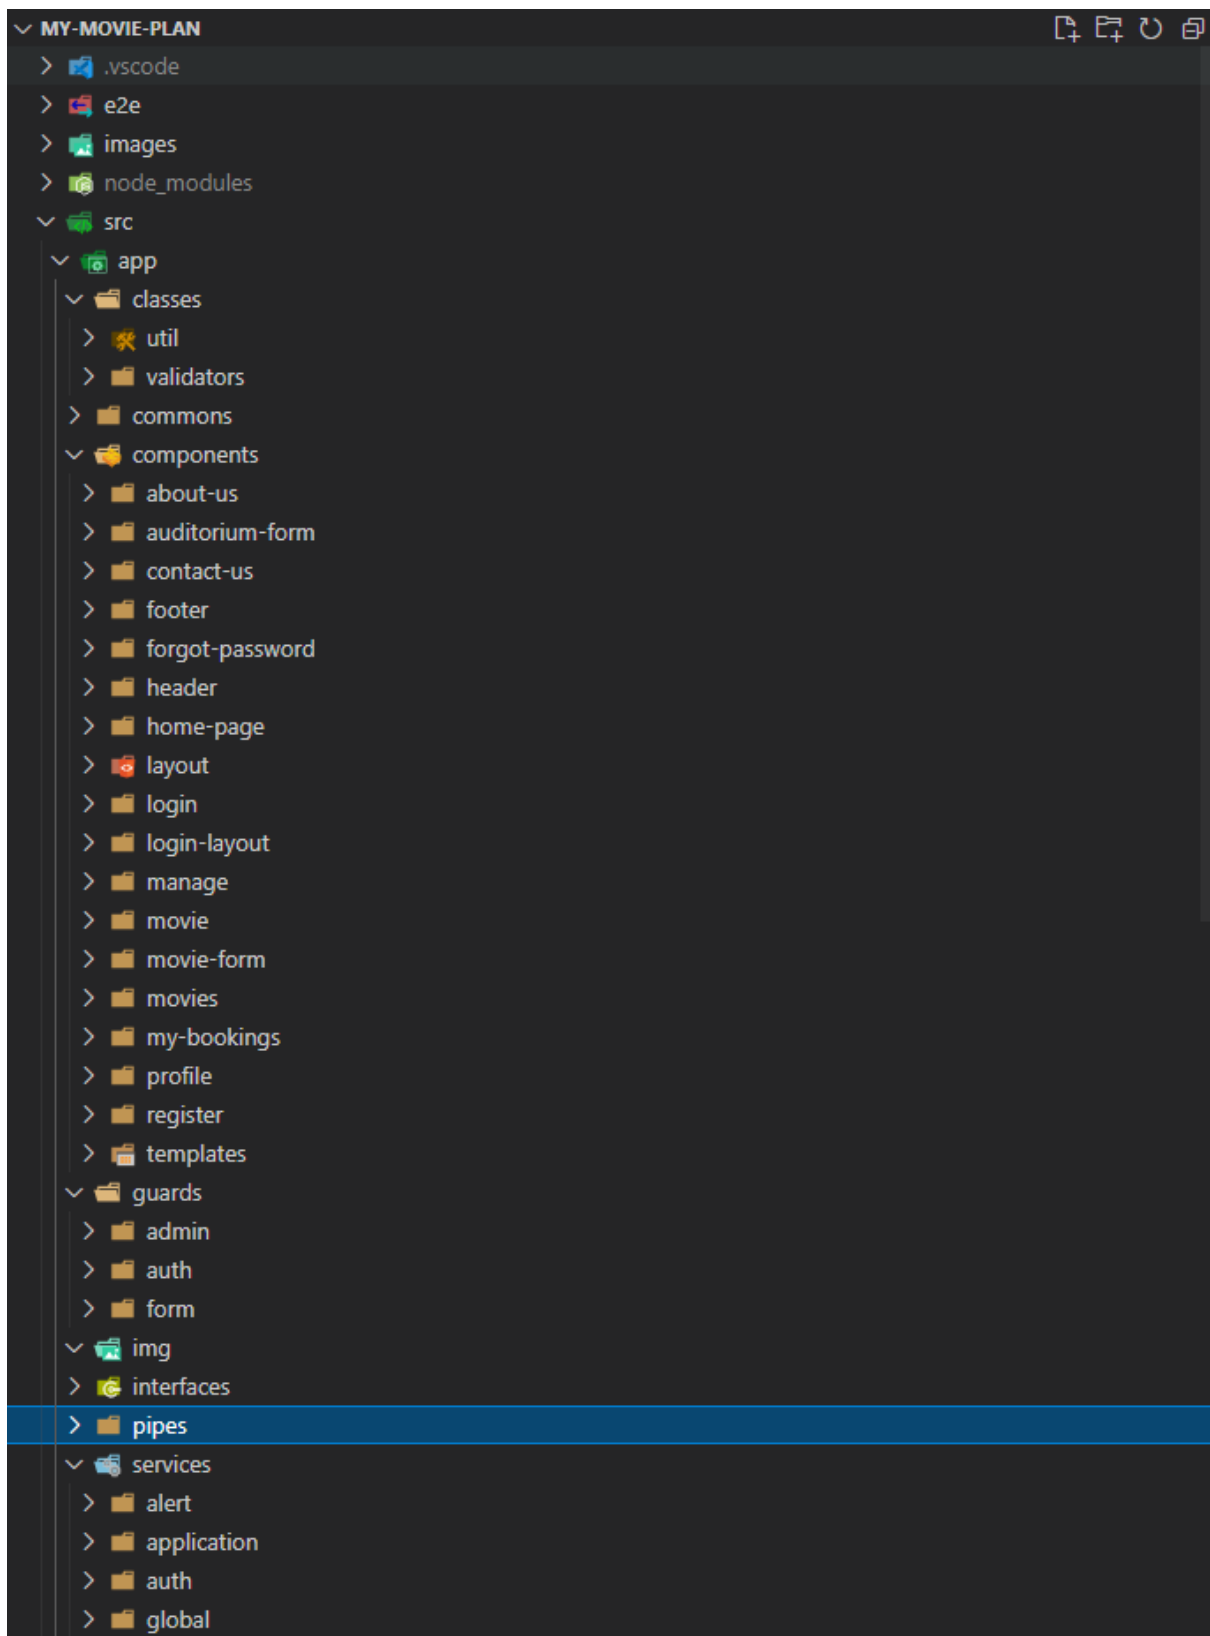 MY-MOVIE-PLAN
.vscode
e2e
images
node_modules
src
app
classes
util
validators
commons
components
about-us
auditorium-form
contact-us
footer
forgot-password
header
home-page
layout
login
login-layout
manage
movie
movie-form
movies
my-bookings
profile
register
templates
guards
admin
auth
form
img
interfaces
pipes
services
alert
application
auth
global